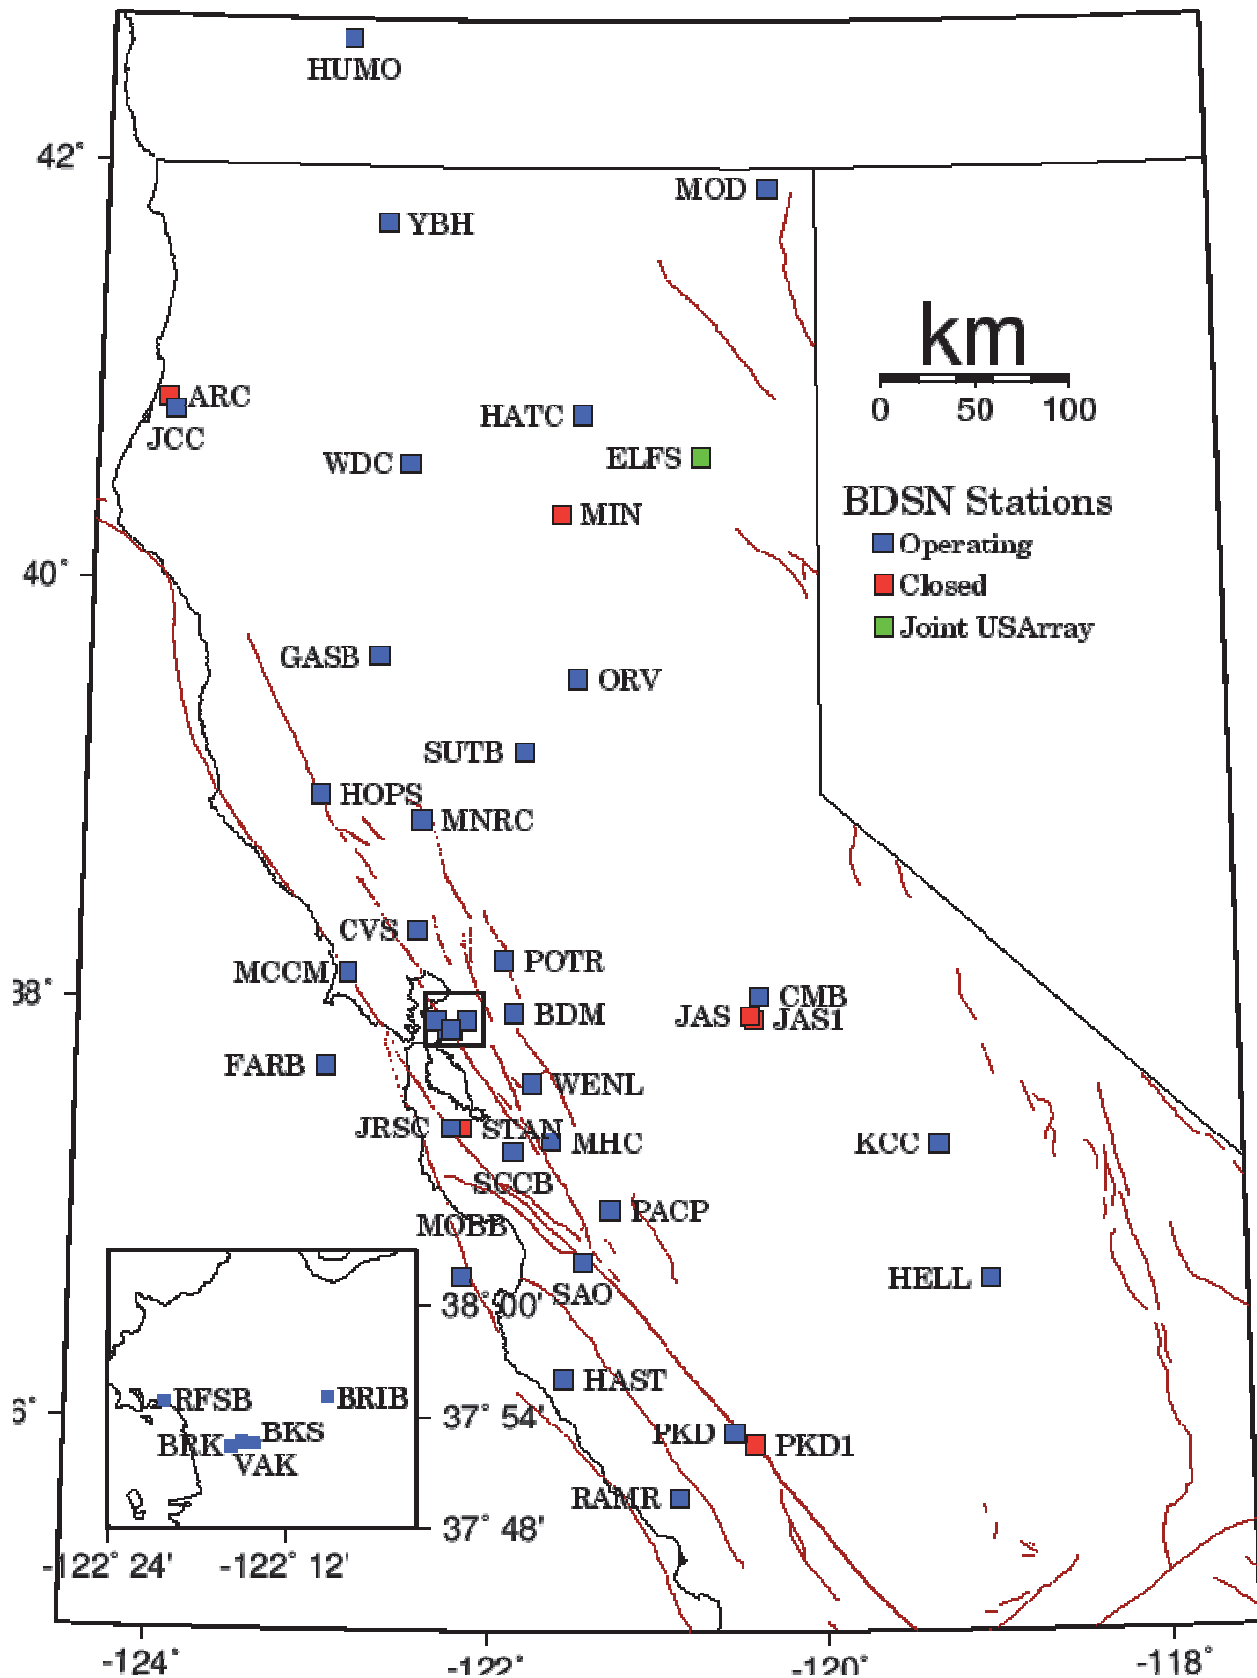 HUMO
42°
MOD
YBH
km
0 50 100
ARC
JCC
HATC
WDC
ELFS
BDSN Stations
MIN
Operating
40°
Closed
Joint USArray
GASB
ORV
SUTB
HOPS
MNRC
CVS
POTR
MCCM
38°
CMB
JAS
JAS1
BDM
FARB
WENL
JRSC
STAN
MHC
KCC
SCCB
PACP
MOBB
HELL
SAO
38° 00'
HAST
RFSB
BRIB
37° 54'
BKS
BRK
VAK
PKD
PKD1
RAMR
37° 48'
-122° 24' -122° 12'
6°
-124° -122° -120° -118°